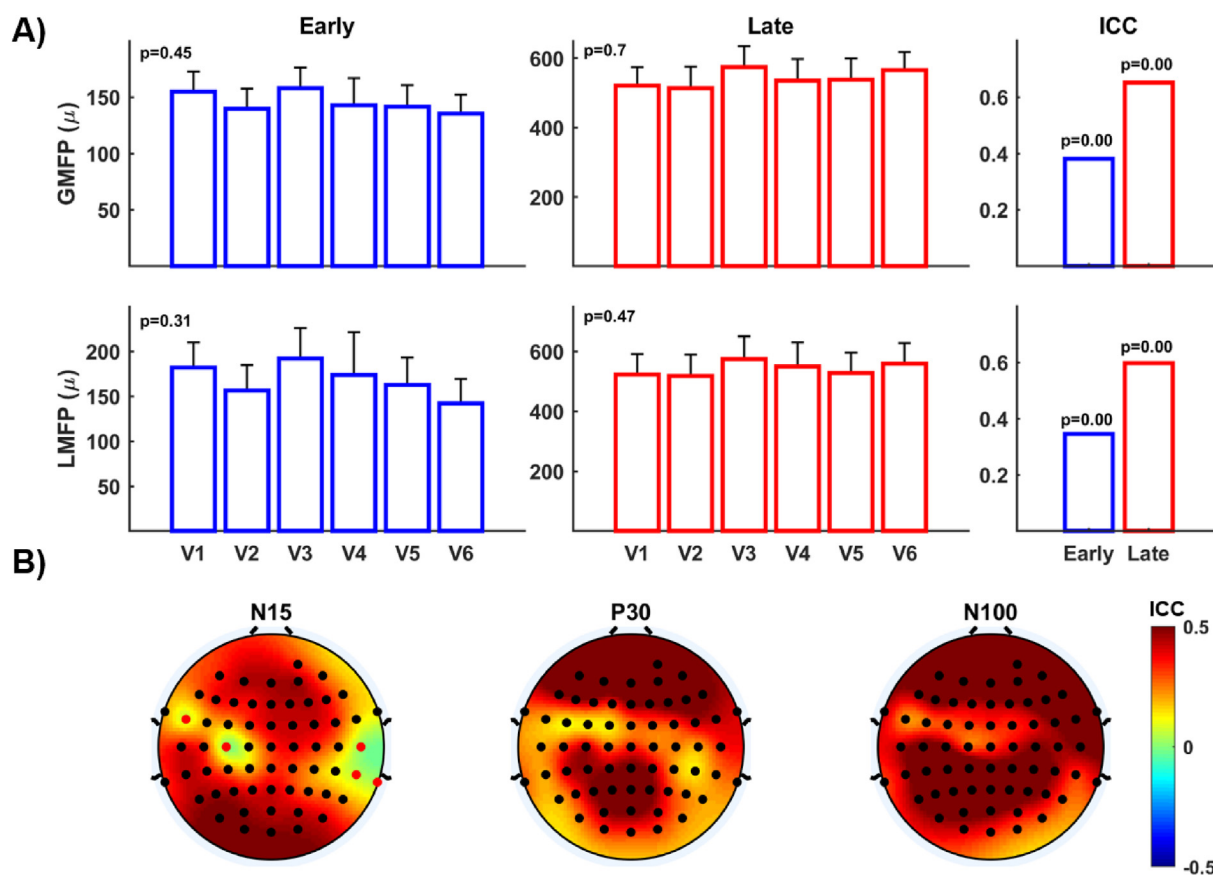 A)
Early
Late
ICC
GMFP (μ)
p=0.45
150
100
50
p=0.7
600
400
200
p=0.00
p=0.00
0.6
0.4
0.2
LMFP (μ)
p=0.31
200
150
100
50
V1 V2 V3 V4 V5 V6
p=0.47
600
400
200
V1 V2 V3 V4 V5 V6
p=0.00
p=0.00
0.6
0.4
0.2
Early Late
B)
N15
P30
N100
ICC
0.5
0
-0.5